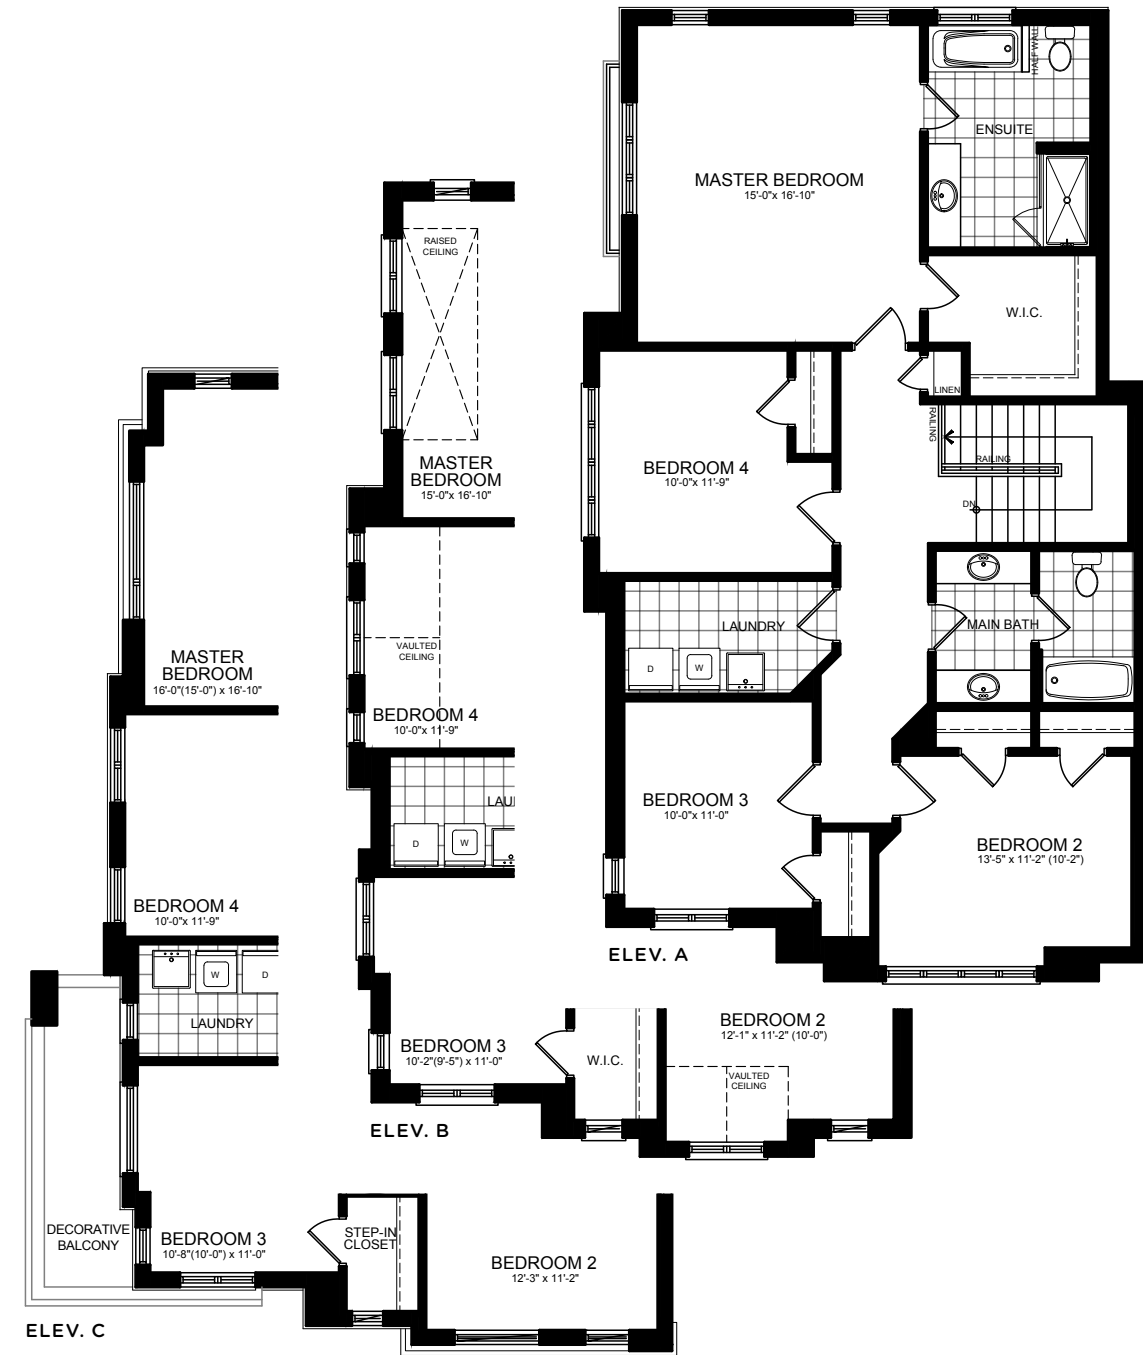 HALF WALL
ENSUITE
MASTER BEDROOM
15'-0"x 16'-10"
W.I.C.
LINEN
RAILING
RAILING
DN
BEDROOM 4
10'-0"x 11'-9"
LAUNDRY
D
W
MAIN BATH
BEDROOM 3
10'-0"x 11'-0"
BEDROOM 2
13'-5" x 11'-2" (10'-2")
ELEV. A
RAISED
CEILING
MASTER
BEDROOM
15'-0"x 16'-10"
VAULTED
CEILING
BEDROOM 4
10'-0"x 11'-9"
LAU
D
W
BEDROOM 3
10'-2"(9'-5") x 11'-0"
W.I.C.
BEDROOM 2
12'-1" x 11'-2" (10'-0")
VAULTED
CEILING
ELEV. B
MASTER
BEDROOM
16'-0"(15'-0") x 16'-10"
BEDROOM 4
10'-0"x 11'-9"
W
D
LAUNDRY
DECORATIVE
BALCONY
BEDROOM 3
10'-8"(10'-0") x 11'-0"
STEP-IN
CLOSET
BEDROOM 2
12'-3" x 11'-2"
ELEV. C